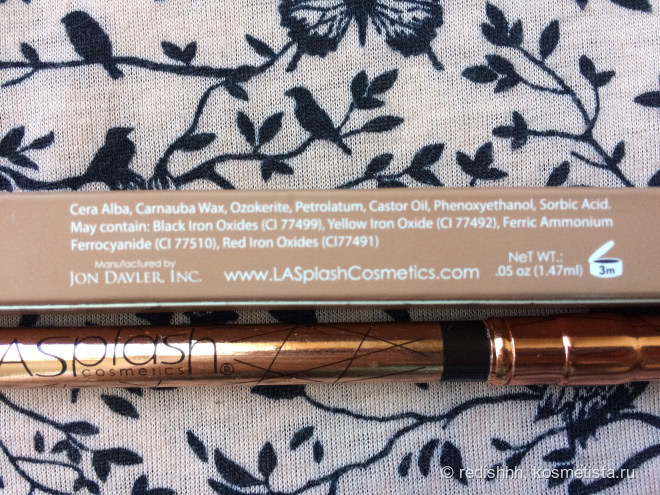 Cera Alba, Carnauba Wax, Ozokerite, Petrolatum, Castor Oil, Phenoxyethanol, Sorbic Acid.
May contain: Black Iron Oxides (CI 77499), Yellow Iron Oxide (CI 77492), Ferric Ammonium
Ferrocyanide (CI 77510), Red Iron Oxides (CI77491)
Manufactured by
JON DAVLER, INC.
www.LASplashCosmetics.com
NeT WT.:
.05 oz (1.47ml)
3m
LASplash
cosmetics®
© redishhh, kosmetista.ru